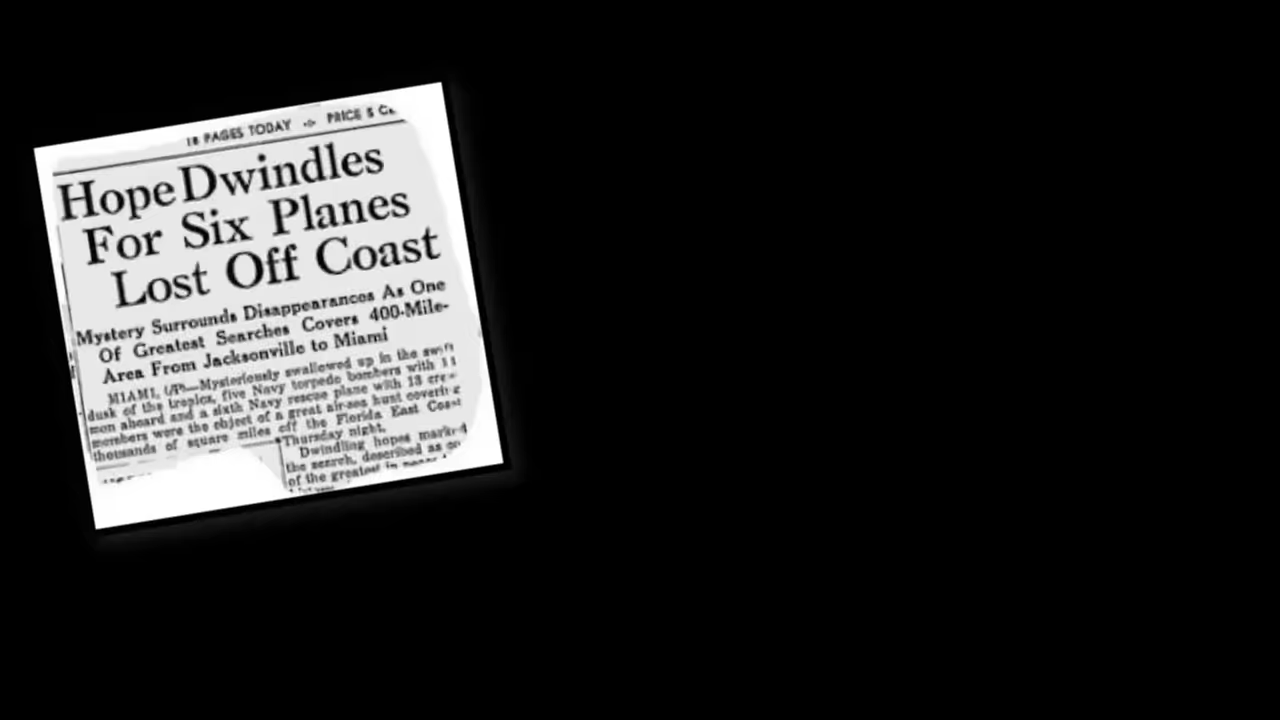 18 PAGES TODAY PRICE 5
Hope Dwindles
For Six Planes
Lost Off Coast
Mystery Surrounds Disappearances As One
Of Greatest Searches Covers 400-Mile-
Area From Jacksonville to Miami
MIAMI, (AP)—Mysteriously swallowed up in the swift
dusk of the tropics, five Navy torpedo bombers with
men aboard and a sixth Navy rescue plane with 13
members were the object of a great air-sea hunt
thousands of square miles off the Florida East Coast
Thursday night.
Dwindling hopes marked
the search, described as
of the greatest in